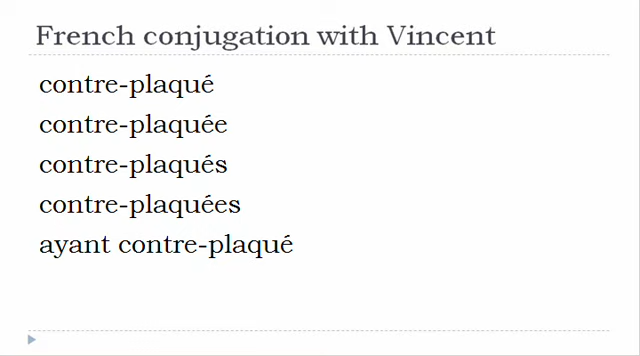 French conjugation with Vincent
contre-plaqué
contre-plaquée
contre-plaqués
contre-plaquées
ayant contre-plaqué